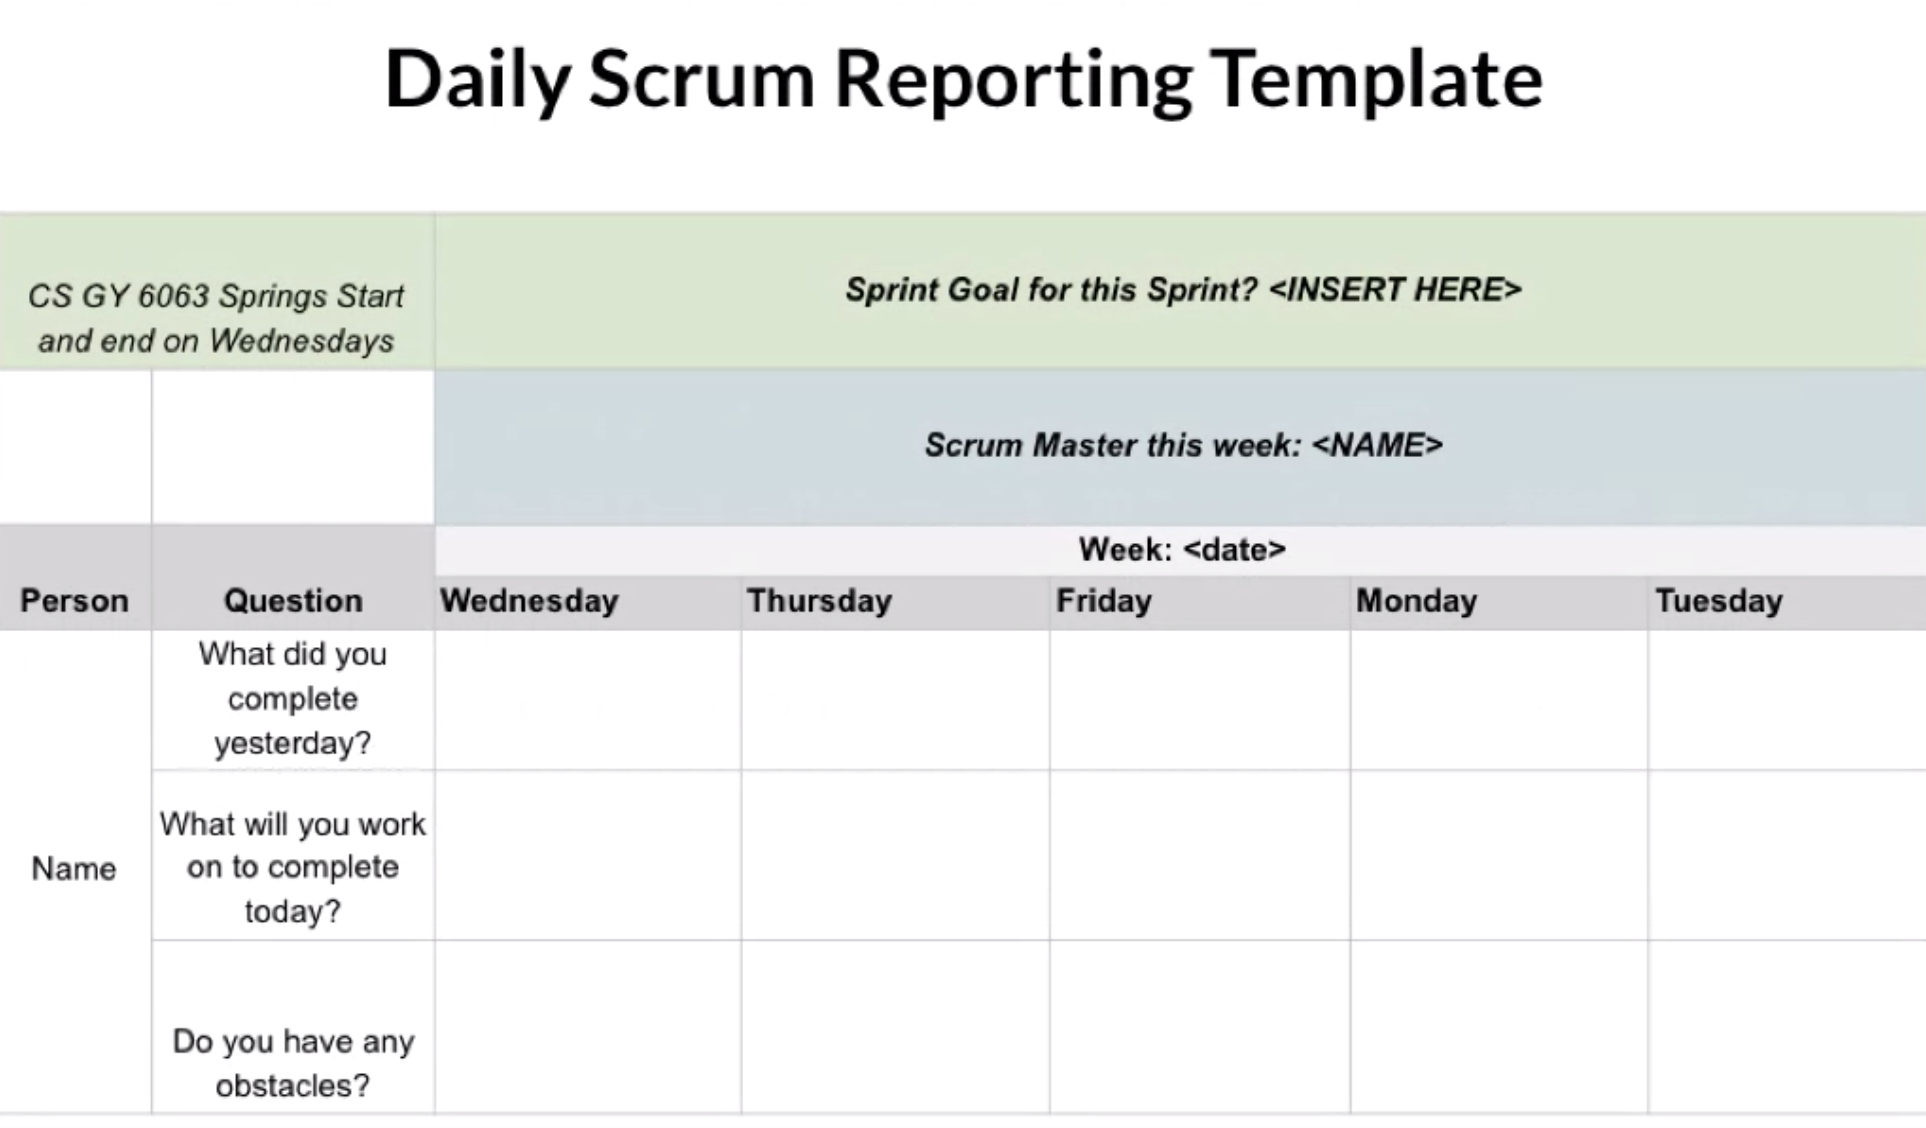 Daily Scrum Reporting Template
CS GY 6063 Springs Start
and end on Wednesdays
Sprint Goal for this Sprint? <INSERT HERE>
Scrum Master this week: <NAME>
Week: <date>
Person Question Wednesday Thursday Friday Monday Tuesday
Name
What did you
complete
yesterday?
What will you work
on to complete
today?
Do you have any
obstacles?